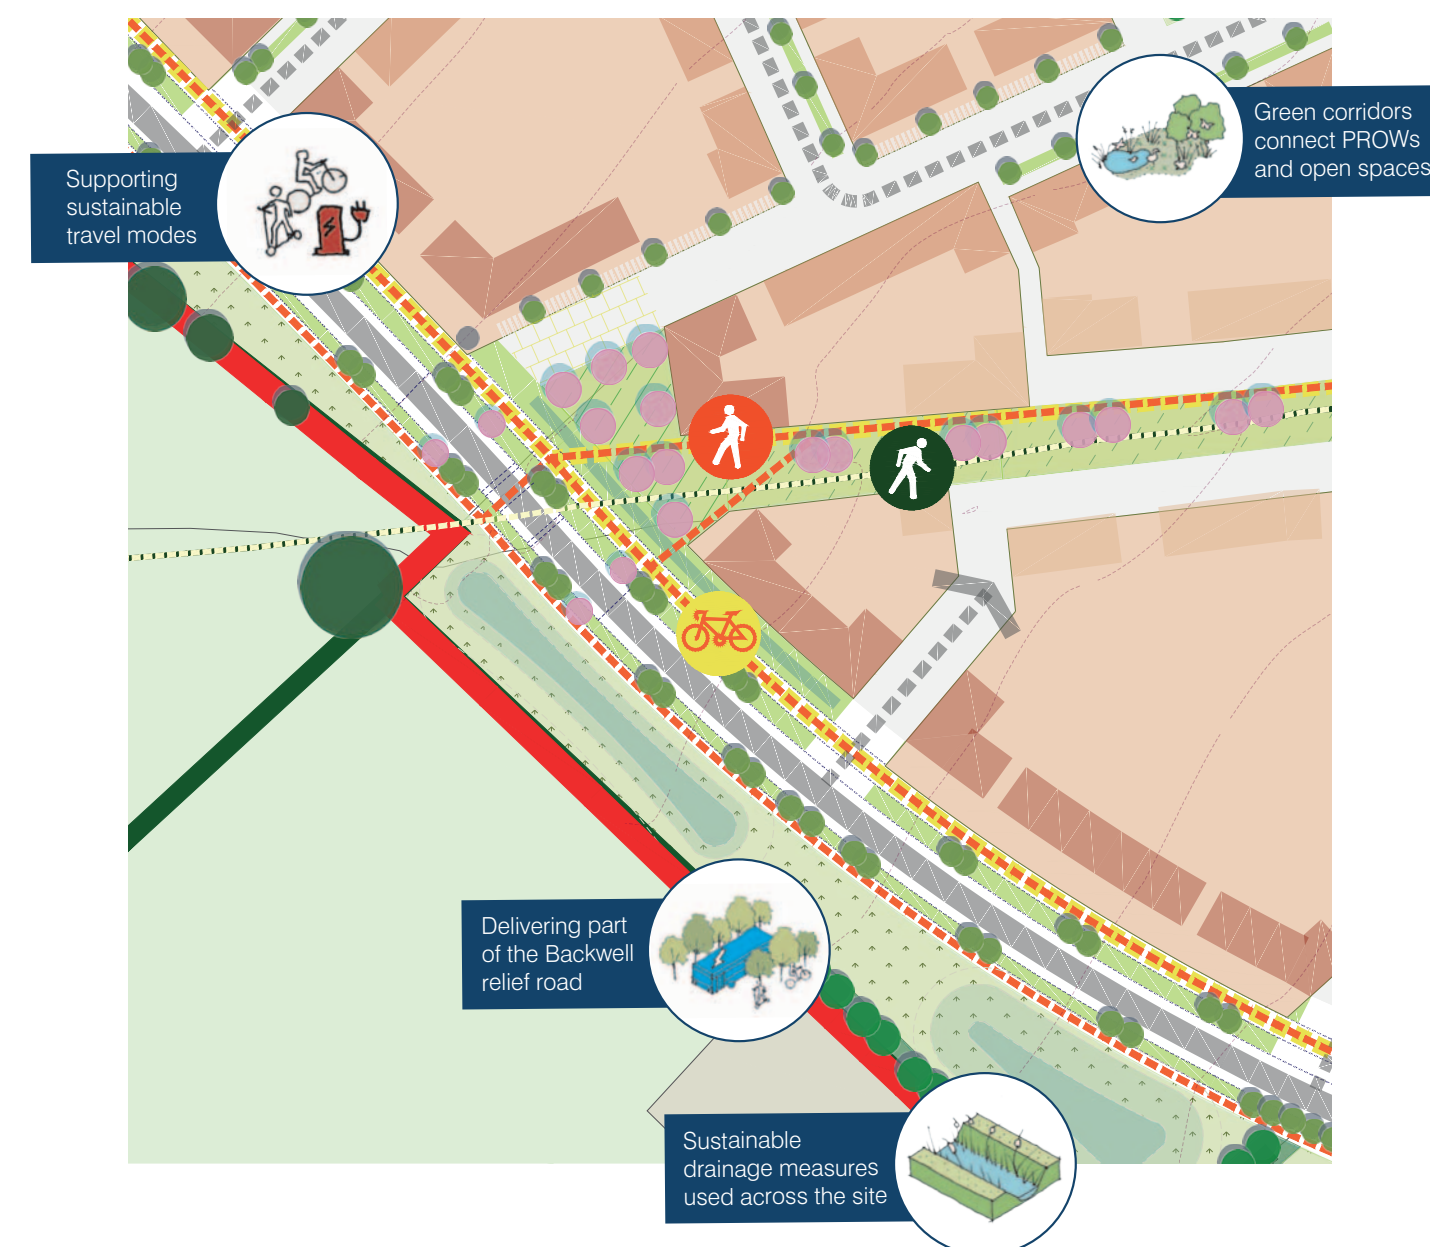 Green corridors
connect PROWs
and open spaces
Supporting
sustainable
travel modes
Delivering part
of the Backwell
relief road
Sustainable
drainage measures
used across the site